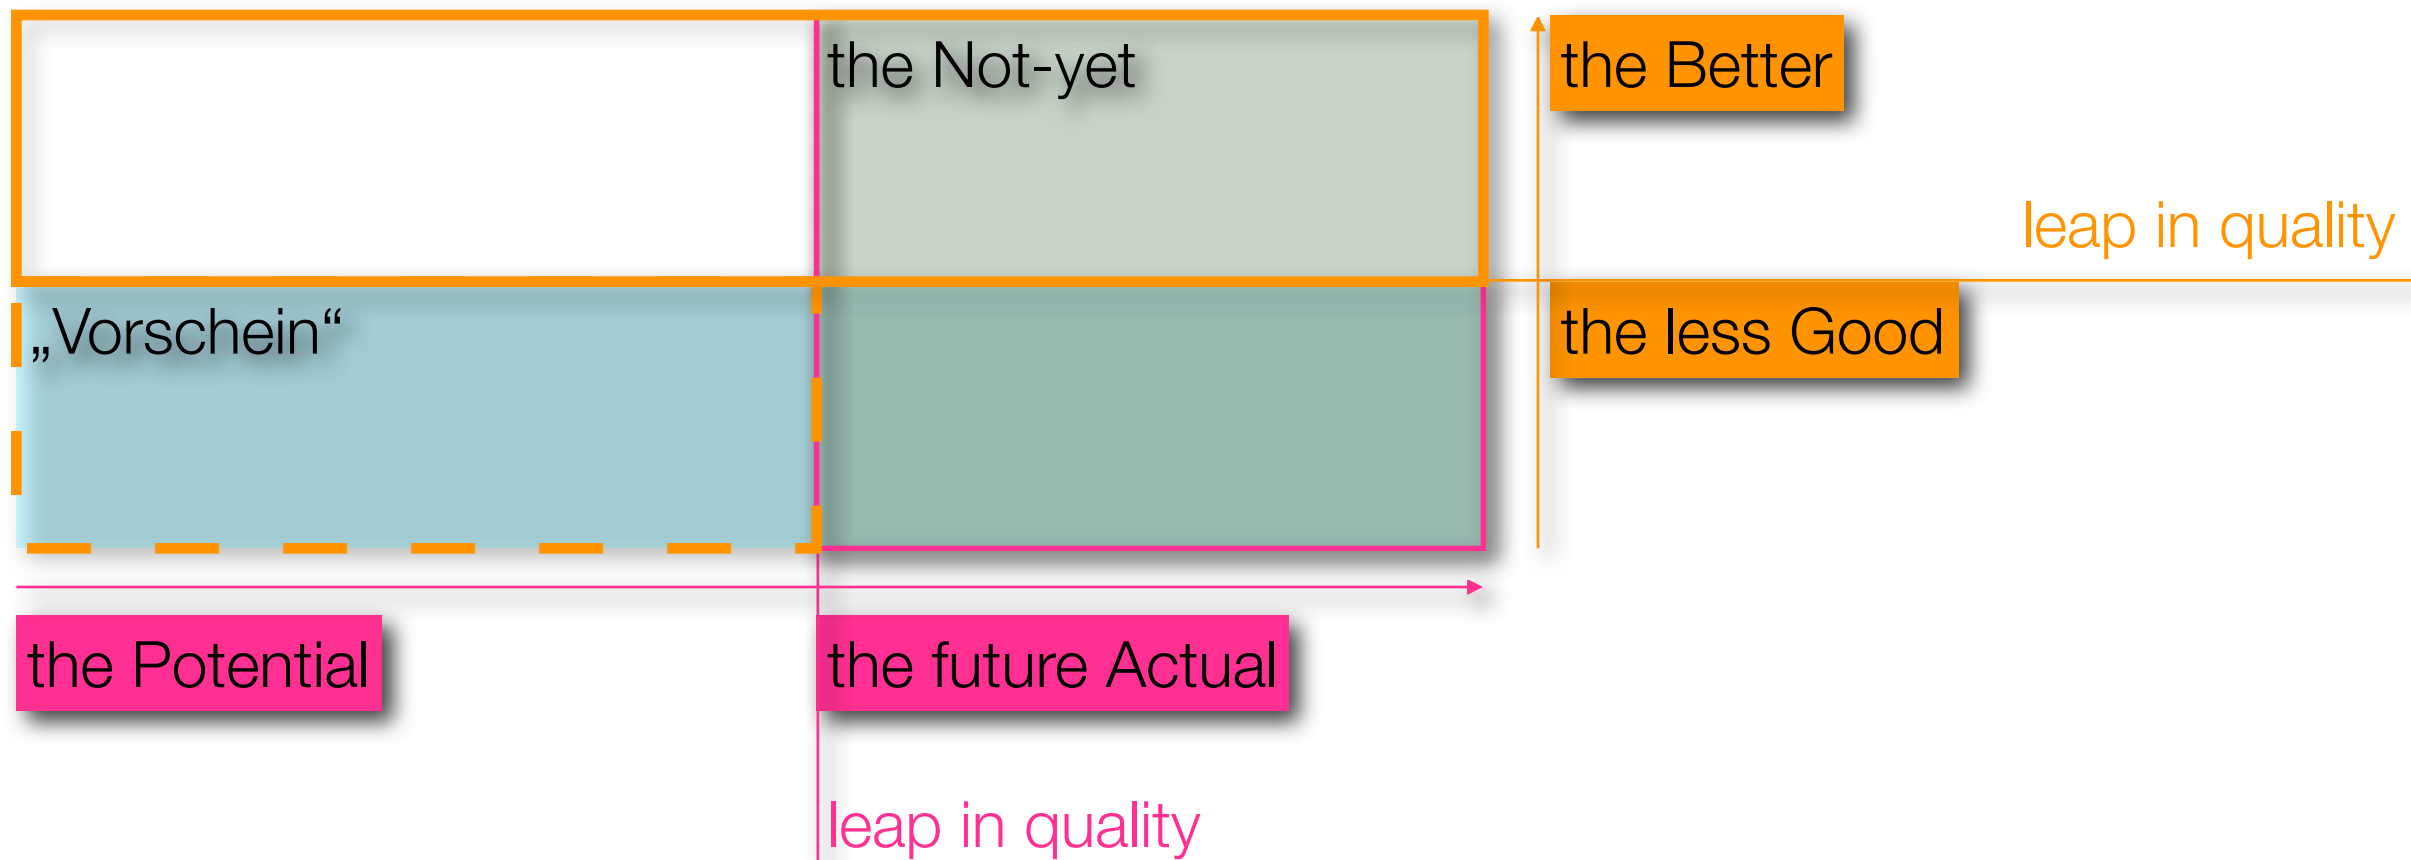 the Not-yet
the Better
leap in quality
„Vorschein“
the less Good
the Potential
the future Actual
leap in quality